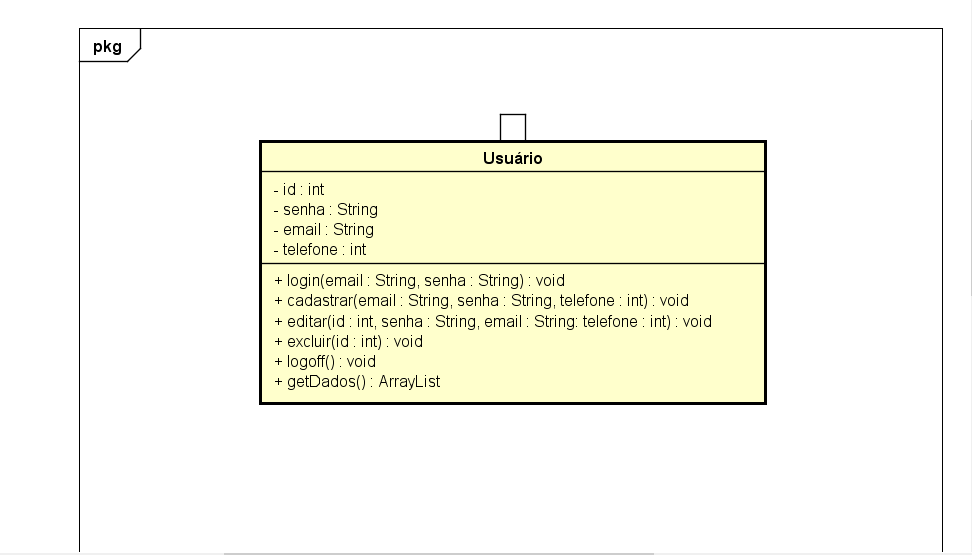 pkg
Usuário
- id : int
- senha : String
- email : String
- telefone : int
+ login(email : String, senha : String) : void
+ cadastrar(email : String, senha : String, telefone : int) : void
+ editar(id : int, senha : String, email : String: telefone : int) : void
+ excluir(id : int) : void
+ logoff() : void
+ getDados() : ArrayList